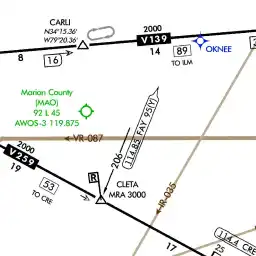 CARLI
N34°15.36'
W79°20.36'
2000
V139
14
89
TO ILM
OKNEE
8
16
Marion County
(MAO)
92 L 45
AWOS-3 119.875
114.85 FAY 95(Y)
206
VR-087
2000
V259
19
R
CLETA
MRA 3000
53
TO CRE
IR-035
17
25
114.4 CRE